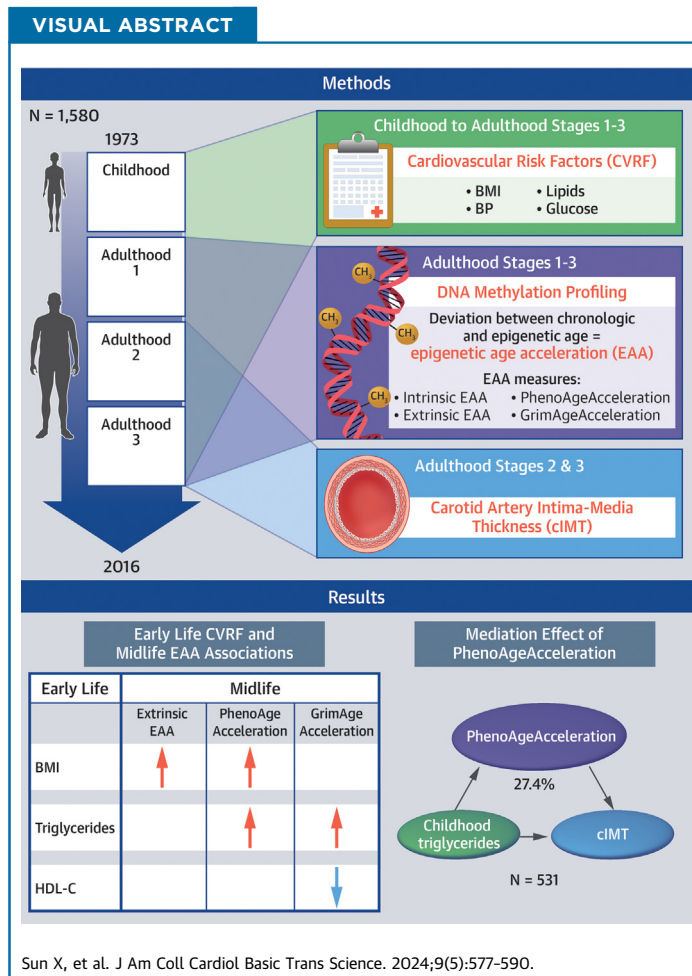 VISUAL ABSTRACT
Methods
N = 1,580
1973
Childhood
Adulthood
1
Adulthood
2
Adulthood
3
2016
Childhood to Adulthood Stages 1-3
Cardiovascular Risk Factors (CVRF)
• BMI • Lipids
• BP • Glucose
Adulthood Stages 1-3
DNA Methylation Profiling
Deviation between chronologic
and epigenetic age =
epigenetic age acceleration (EAA)
EAA measures:
• Intrinsic EAA • PhenoAgeAcceleration
• Extrinsic EAA • GrimAgeAcceleration
CH3
CH3
CH3
CH3
Adulthood Stages 2 & 3
Carotid Artery Intima-Media
Thickness (cIMT)
Results
Early Life CVRF and
Midlife EAA Associations
Early Life Midlife
Extrinsic
EAA
PhenoAge
Acceleration
GrimAge
Acceleration
BMI
Triglycerides
HDL-C
Mediation Effect of
PhenoAgeAcceleration
PhenoAgeAcceleration
27.4%
Childhood
triglycerides
cIMT
N = 531
Sun X, et al. J Am Coll Cardiol Basic Trans Science. 2024;9(5):577-590.